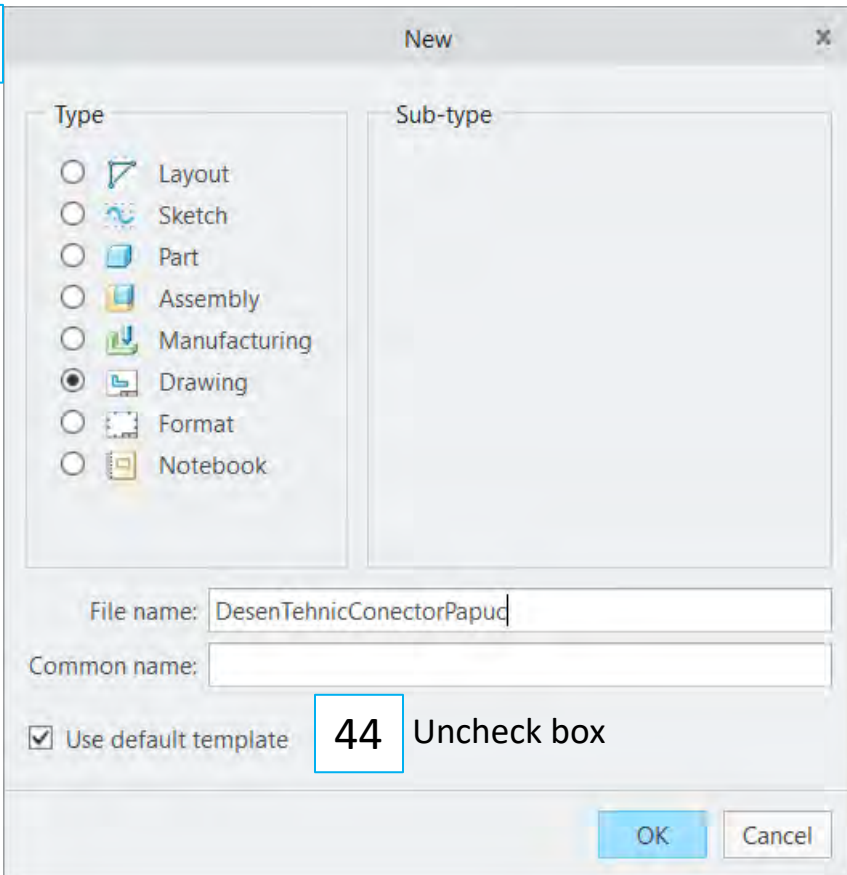 New
Type
Sub-type
Layout
Sketch
Part
Assembly
Manufacturing
Drawing
Format
Notebook
File name: DesenTehnicConectorPapuc
Common name:
Use default template 44 Uncheck box
OK Cancel